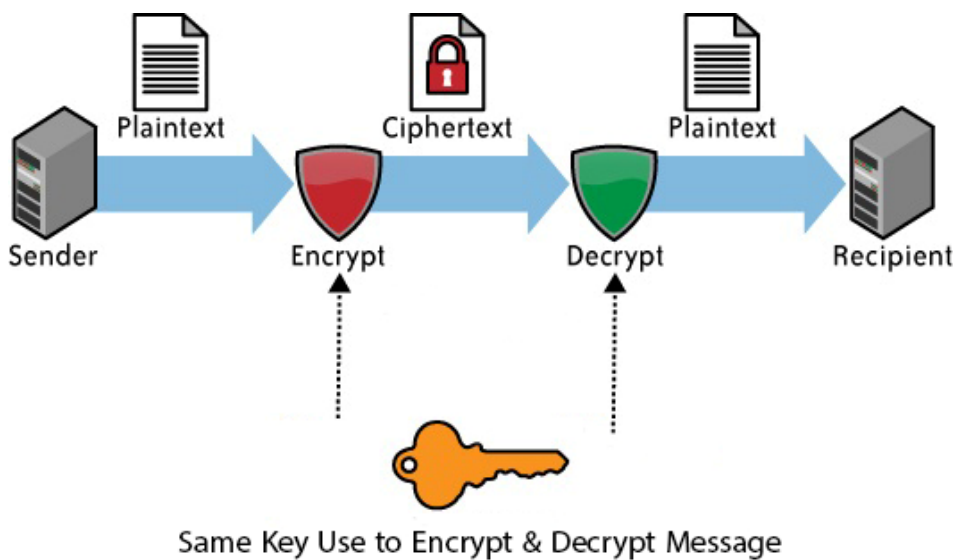 Plaintext
Ciphertext
Plaintext
Sender
Encrypt
Decrypt
Recipient
Same Key Use to Encrypt & Decrypt Message